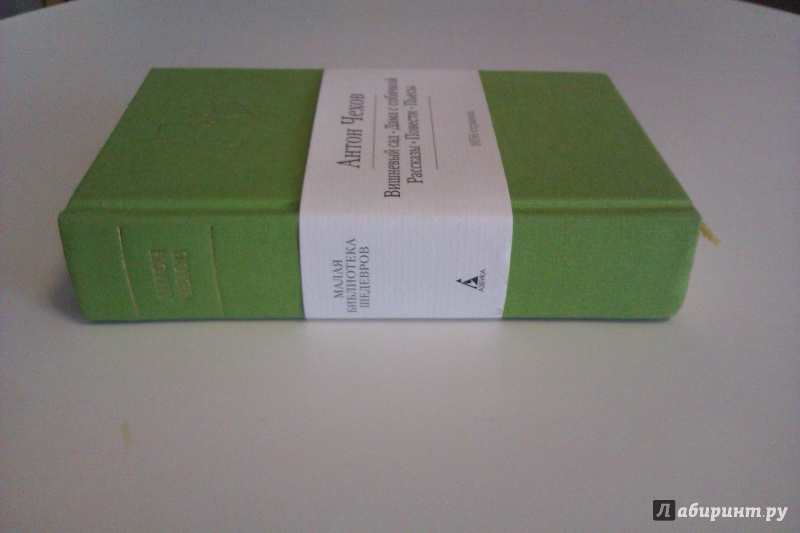 Антон Чехов
Вишневый сад • Дама с собачкой
Рассказы • Повести • Пьесы
МАЛАЯ
БИБЛИОТЕКА
ШЕДЕВРОВ
АЗБУКА
АНТОН
ЧЕХОВ
Лабиринт.ру